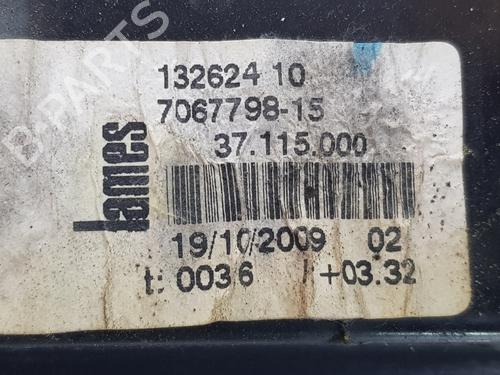 132624 10
7067798-15
37.115.000
lames
19/10/2009 02
t: 0036 /+03.32
B-PARTS